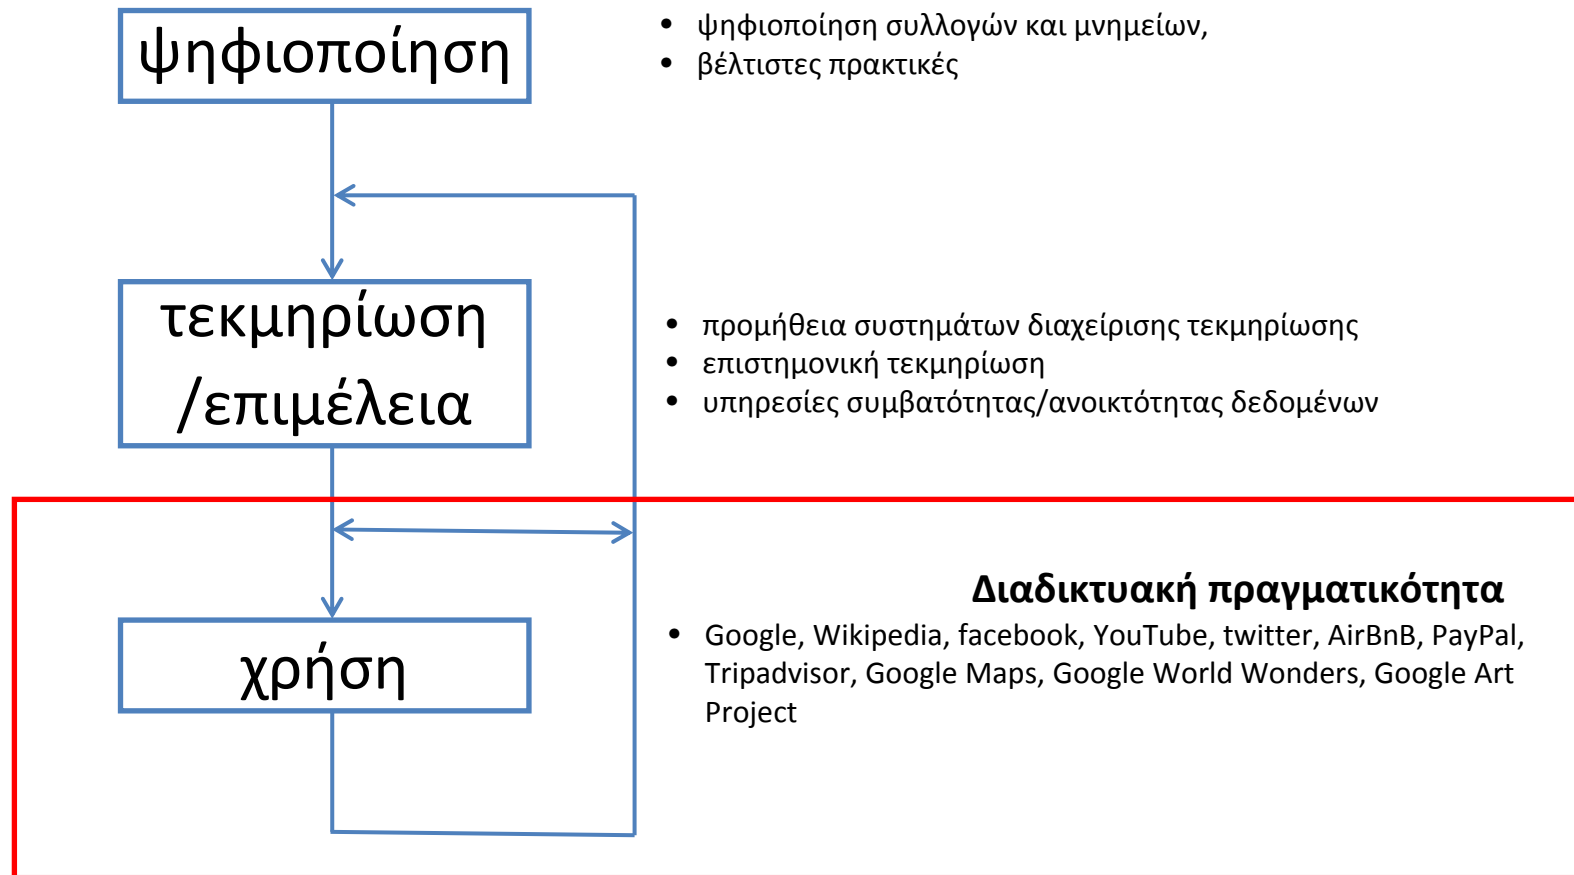 ψηφιοποίηση
• ψηφιοποίηση συλλογών και μνημείων,
• βέλτιστες πρακτικές
τεκμηρίωση
/επιμέλεια
• προμήθεια συστημάτων διαχείρισης τεκμηρίωσης
• επιστημονική τεκμηρίωση
• υπηρεσίες συμβατότητας/ανοικτότητας δεδομένων
Διαδικτυακή πραγματικότητα
χρήση
• Google, Wikipedia, facebook, YouTube, twitter, AirBnB, PayPal,
Tripadvisor, Google Maps, Google World Wonders, Google Art
Project